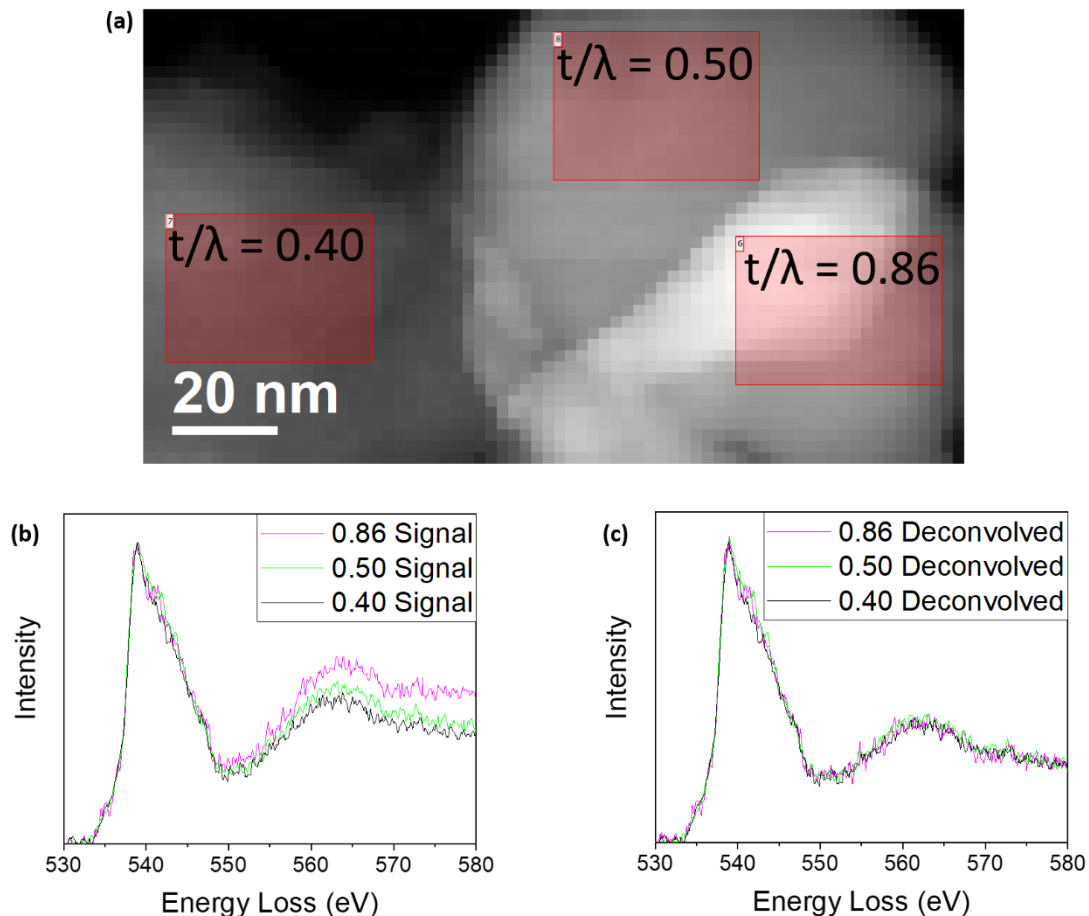 (a)
8
t/λ = 0.50
7
t/λ = 0.40
6
t/λ = 0.86
20 nm
(b)
0.86 Signal
0.50 Signal
0.40 Signal
Intensity
530 540 550 560 570 580
Energy Loss (eV)
(c)
0.86 Deconvolved
0.50 Deconvolved
0.40 Deconvolved
Intensity
530 540 550 560 570 580
Energy Loss (eV)